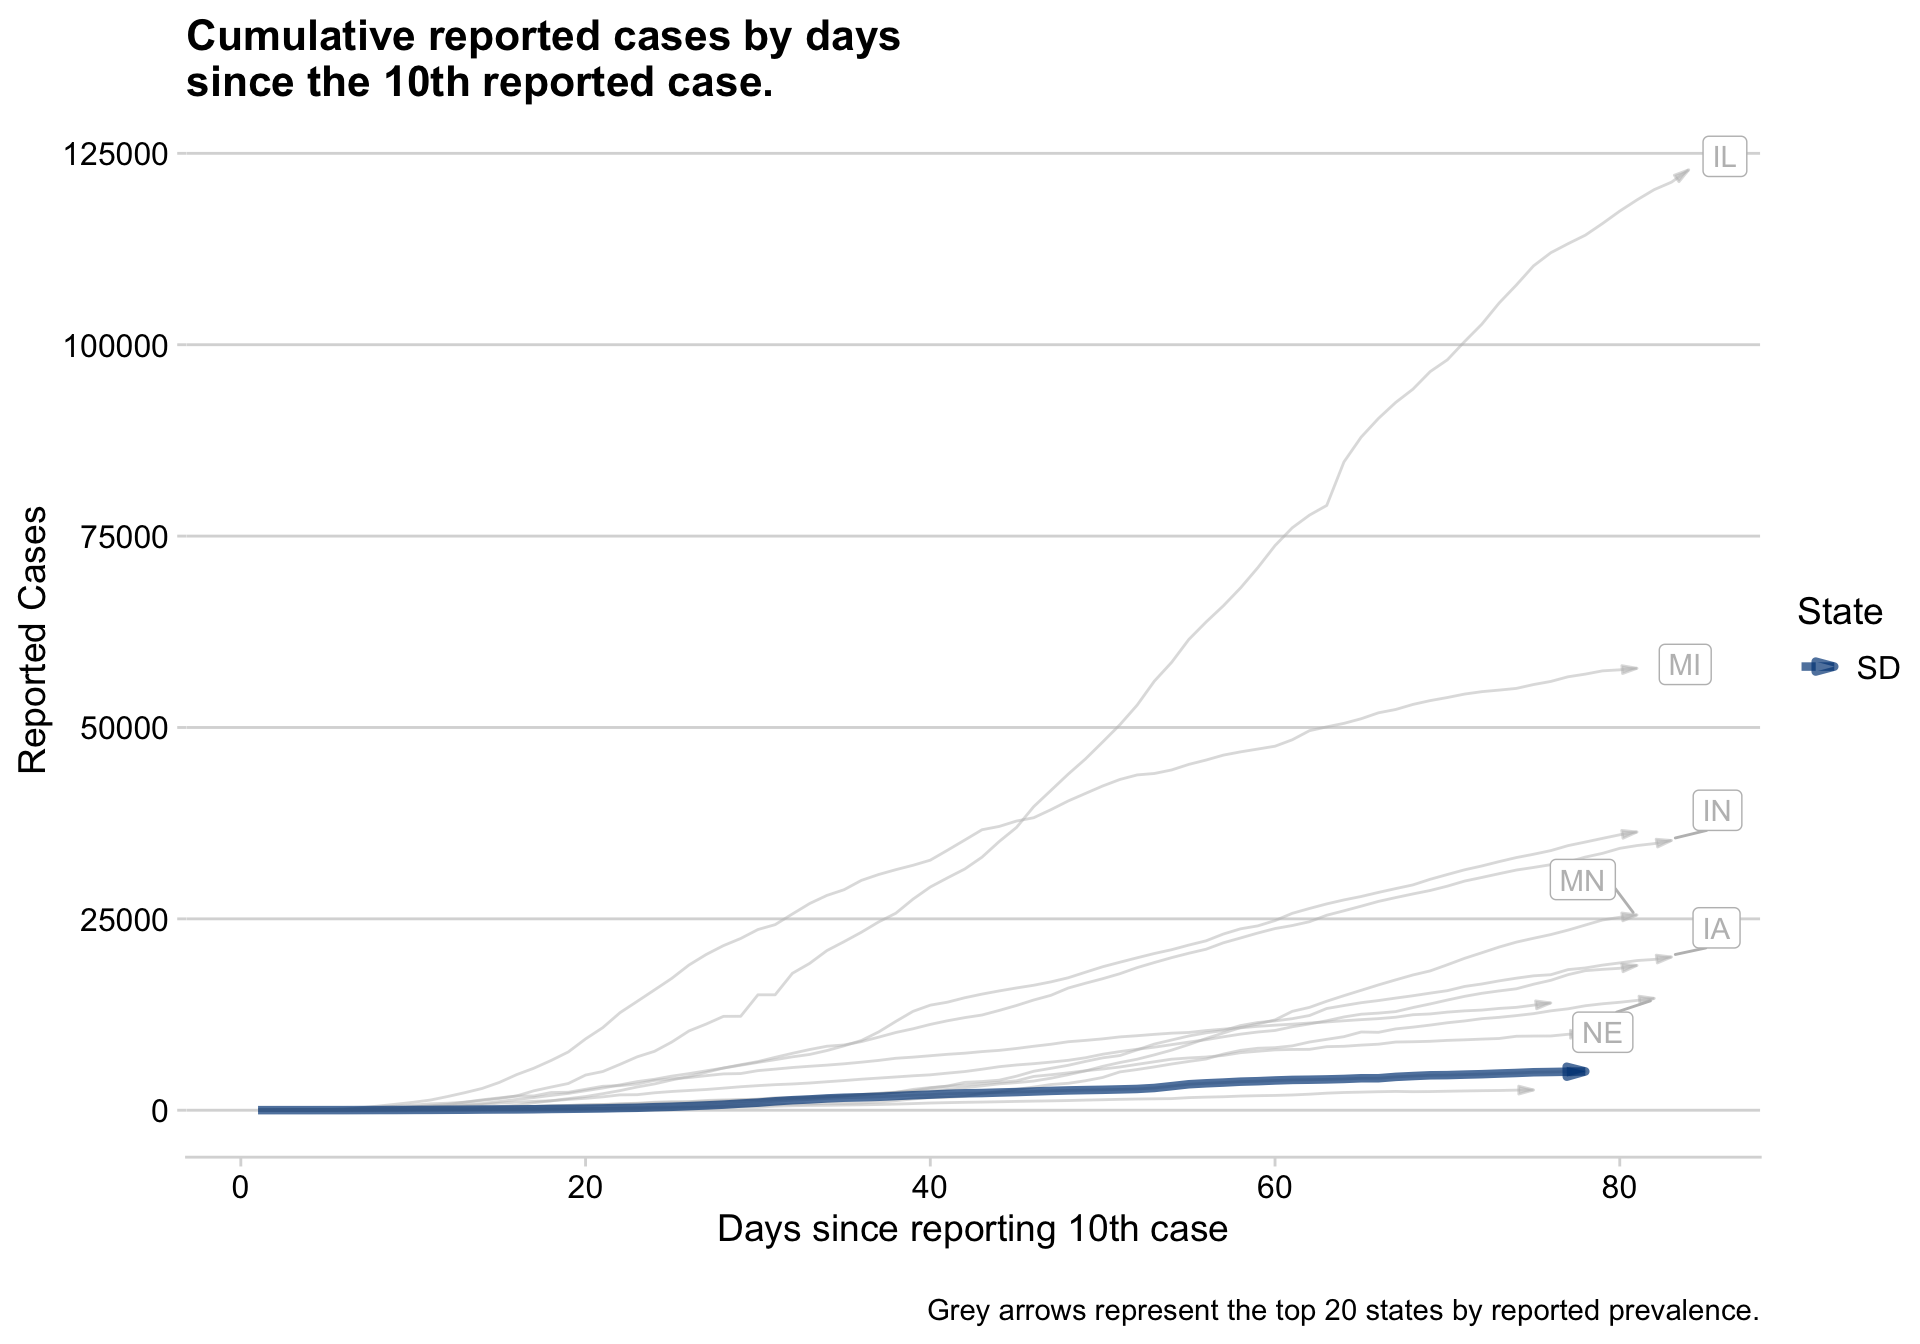 Cumulative reported cases by days
since the 10th reported case.
125000
100000
75000
50000
25000
0
Reported Cases
IL
MI
IN
MN
IA
NE
State
SD
0 20 40 60 80
Days since reporting 10th case
Grey arrows represent the top 20 states by reported prevalence.